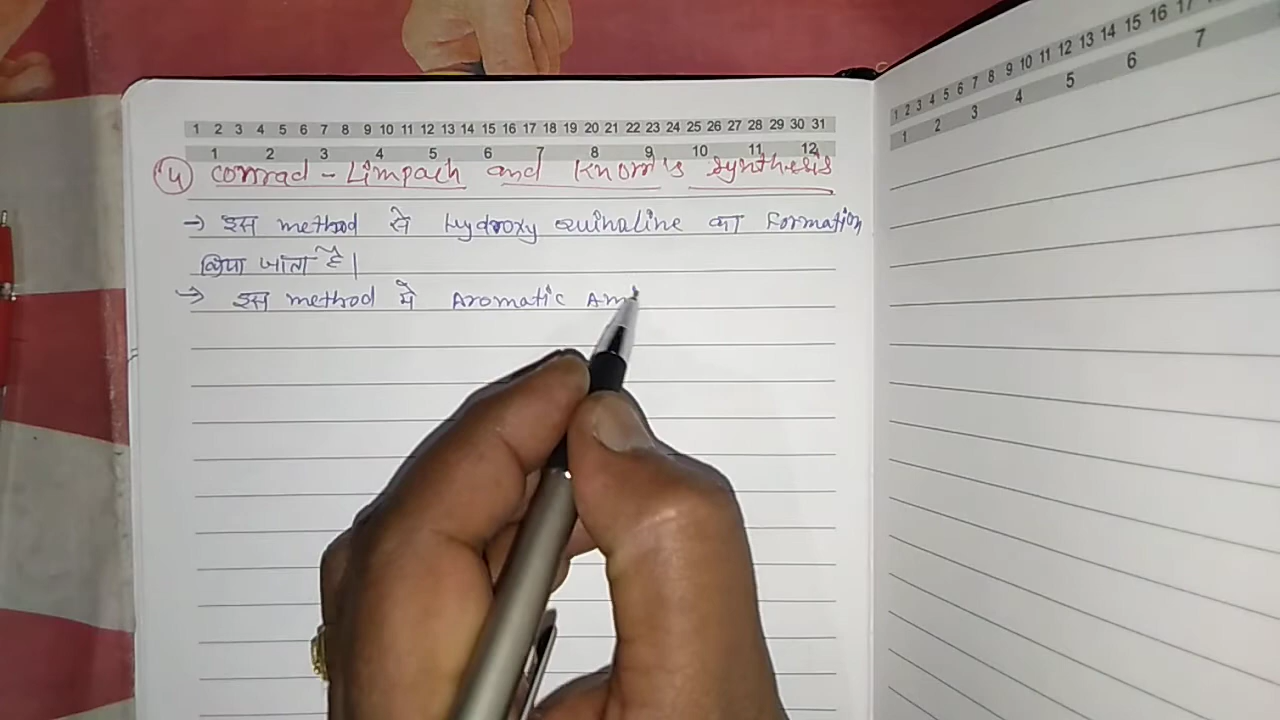 1 2 3 4 5 6 7 8 9 10 11 12 13 14 15 16 17 18 19 20 21 22 23 24 25 26 27 28 29 30 31
1 2 3 4 5 6 7 8 9 10 11 12
4 Conrad - Limpach and Knorr's synthesis
→ इस method से Hydroxy Quinaline का Formation
किया जाता है।
→ इस method मे Aromatic Ami
1 2 3 4 5 6 7 8 9 10 11 12 13 14 15 16 17
1 2 3 4 5 6 7